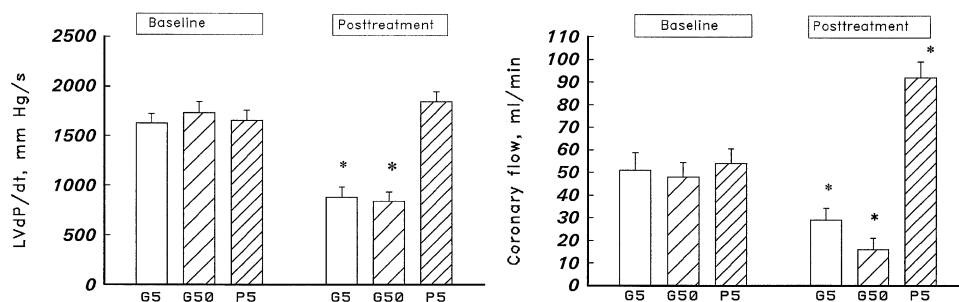 Baseline
Posttreatment
2500
2000
1500
1000
500
0
LVdP/dt, mm Hg/s
*
*
G5 G50 P5 G5 G50 P5
Baseline
Posttreatment
110
100
90
80
70
60
50
40
30
20
10
0
Coronary flow, ml/min
*
*
*
G5 G50 P5 G5 G50 P5